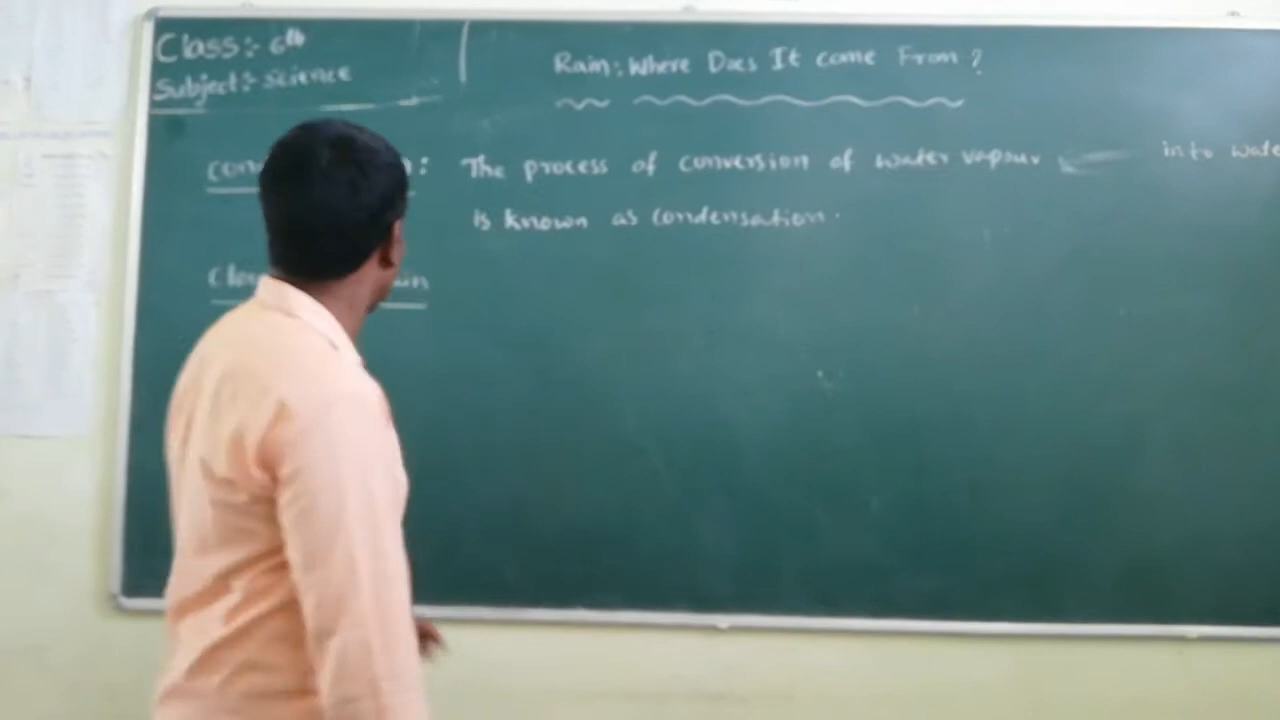 Class:- 6th
Subject:- Science
Rain: Where Does It come From ?
The process of conversion of water vapour into
is known as condensation.